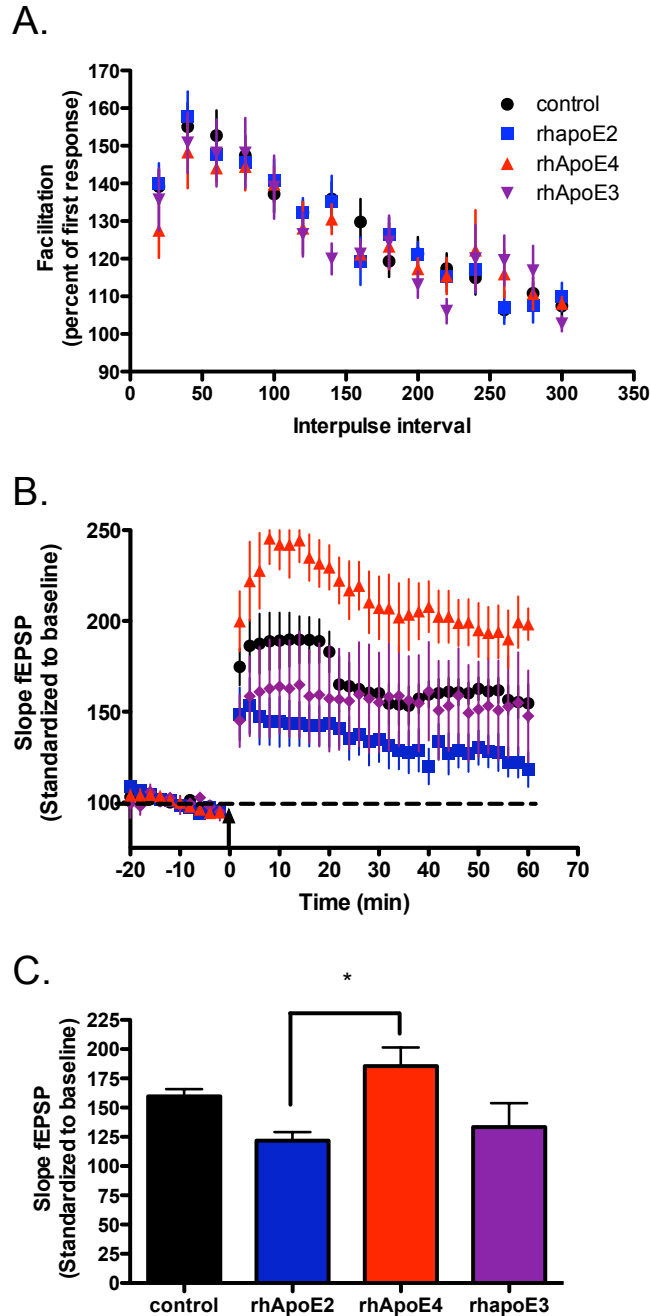 A.
Facilitation
(percent of first response)
170
160
150
140
130
120
110
100
90
control
rhapoE2
rhApoE4
rhApoE3
0 50 100 150 200 250 300 350
Interpulse interval
B.
Slope fEPSP
(Standardized to baseline)
250
200
150
100
-20 -10 0 10 20 30 40 50 60 70
Time (min)
C.
*
Slope fEPSP
(Standardized to baseline)
225
200
175
150
125
100
75
50
25
0
control rhApoE2 rhApoE4 rhapoE3